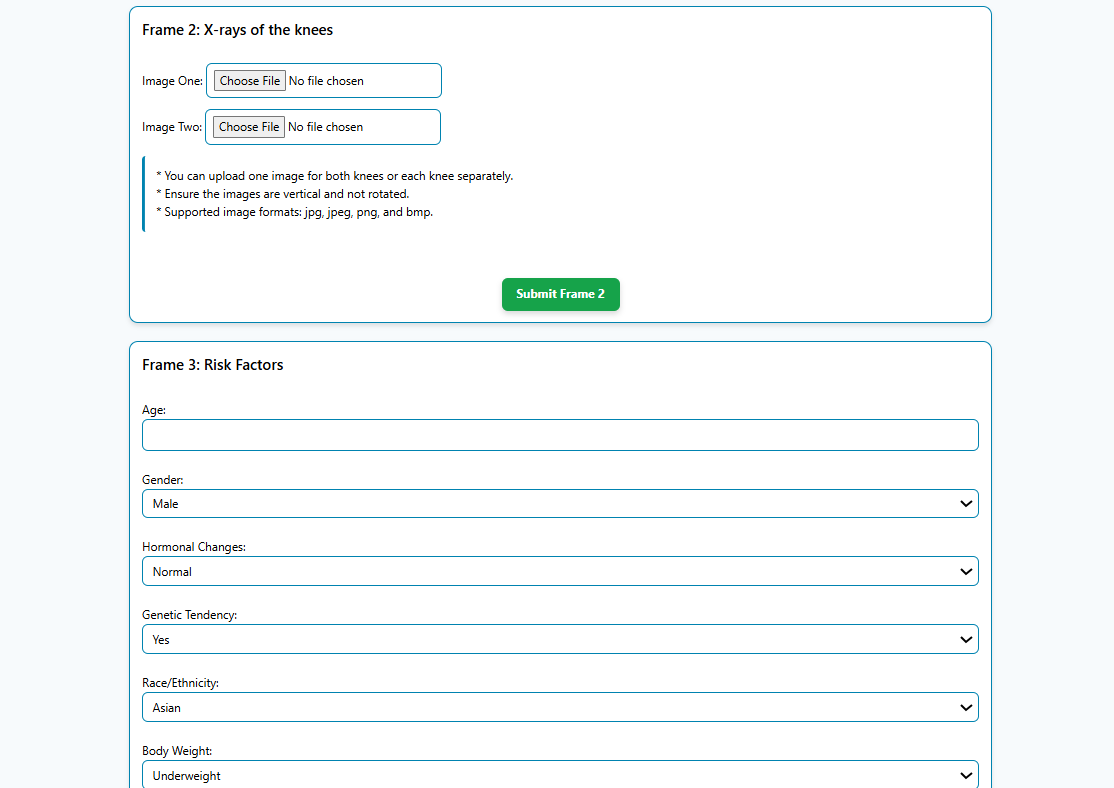 Frame 2: X-rays of the knees
Image One: Choose File No file chosen
Image Two: Choose File No file chosen
* You can upload one image for both knees or each knee separately.
* Ensure the images are vertical and not rotated.
* Supported image formats: jpg, jpeg, png, and bmp.
Submit Frame 2
Frame 3: Risk Factors
Age:
Gender:
Male
Hormonal Changes:
Normal
Genetic Tendency:
Yes
Race/Ethnicity:
Asian
Body Weight:
Underweight